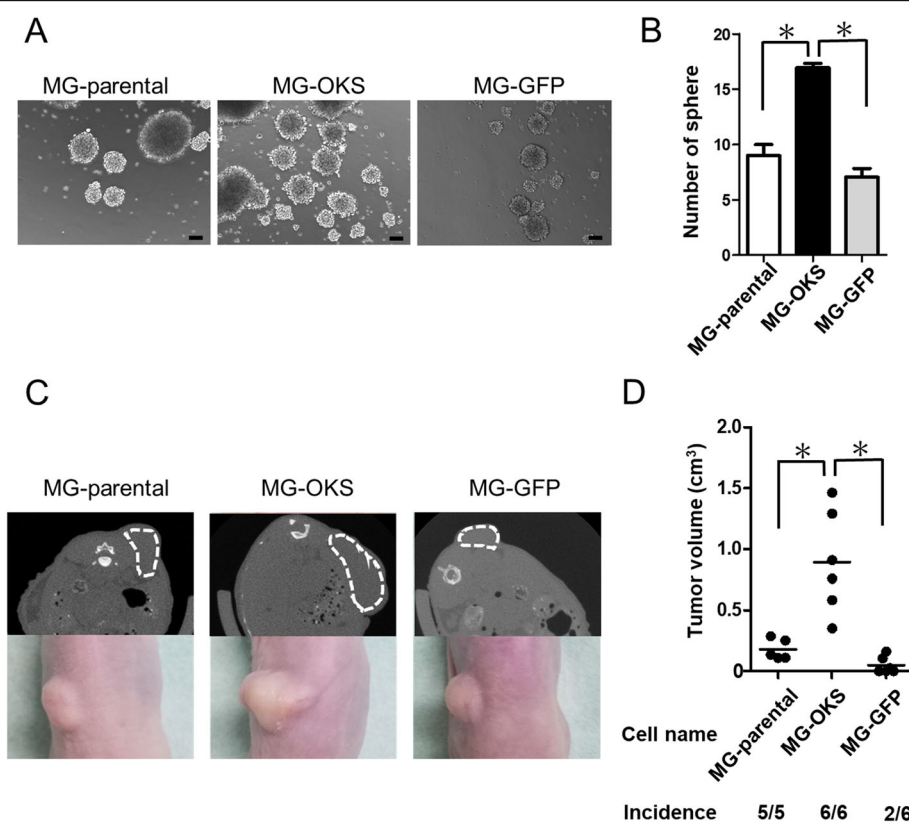 A
MG-parental MG-OKS MG-GFP
B
20
15
10
5
0
Number of sphere
* *
MG-parental
MG-OKS
MG-GFP
C
MG-parental MG-OKS MG-GFP
D
2.0
1.5
1.0
0.5
0
Tumor volume (cm³)
* *
Cell name
MG-parental
MG-OKS
MG-GFP
Incidence 5/5 6/6 2/6